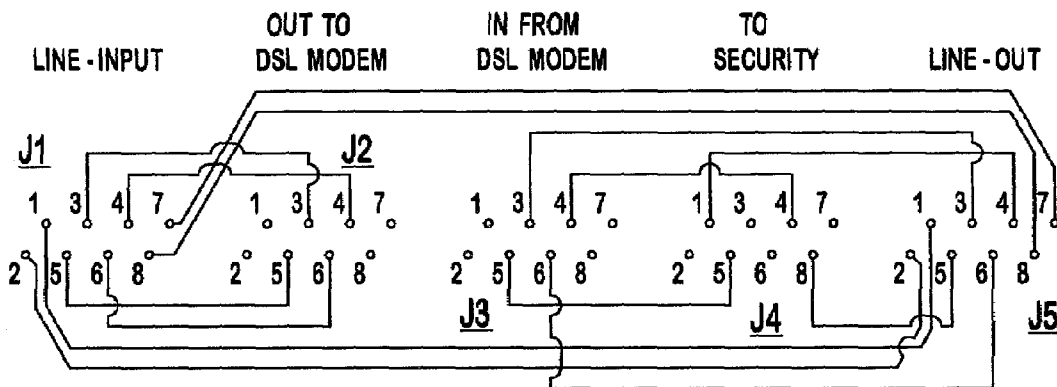 OUT TO IN FROM TO
LINE-INPUT DSL MODEM DSL MODEM SECURITY LINE-OUT
J1 J2
1 3 4 7 1 3 4 7 1 3 4 7 1 3 4 7 1 3 4 7
2 5 6 8 2 5 6 8 2 5 6 8 2 5 6 8 2 5 6 8
J3 J4 J5